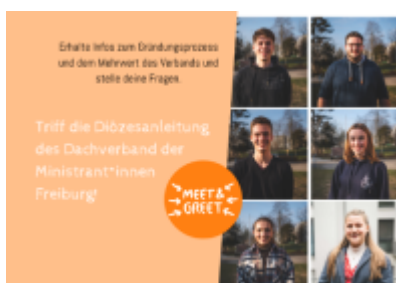 Erhalte Infos zum Gründungsprozess
und dem Mehrwert des Verbands und
stelle deine Fragen.
Triff die Diözesanleitung
des Dachverband der
Ministrant*innen
Freiburg!
MEET &
GREET